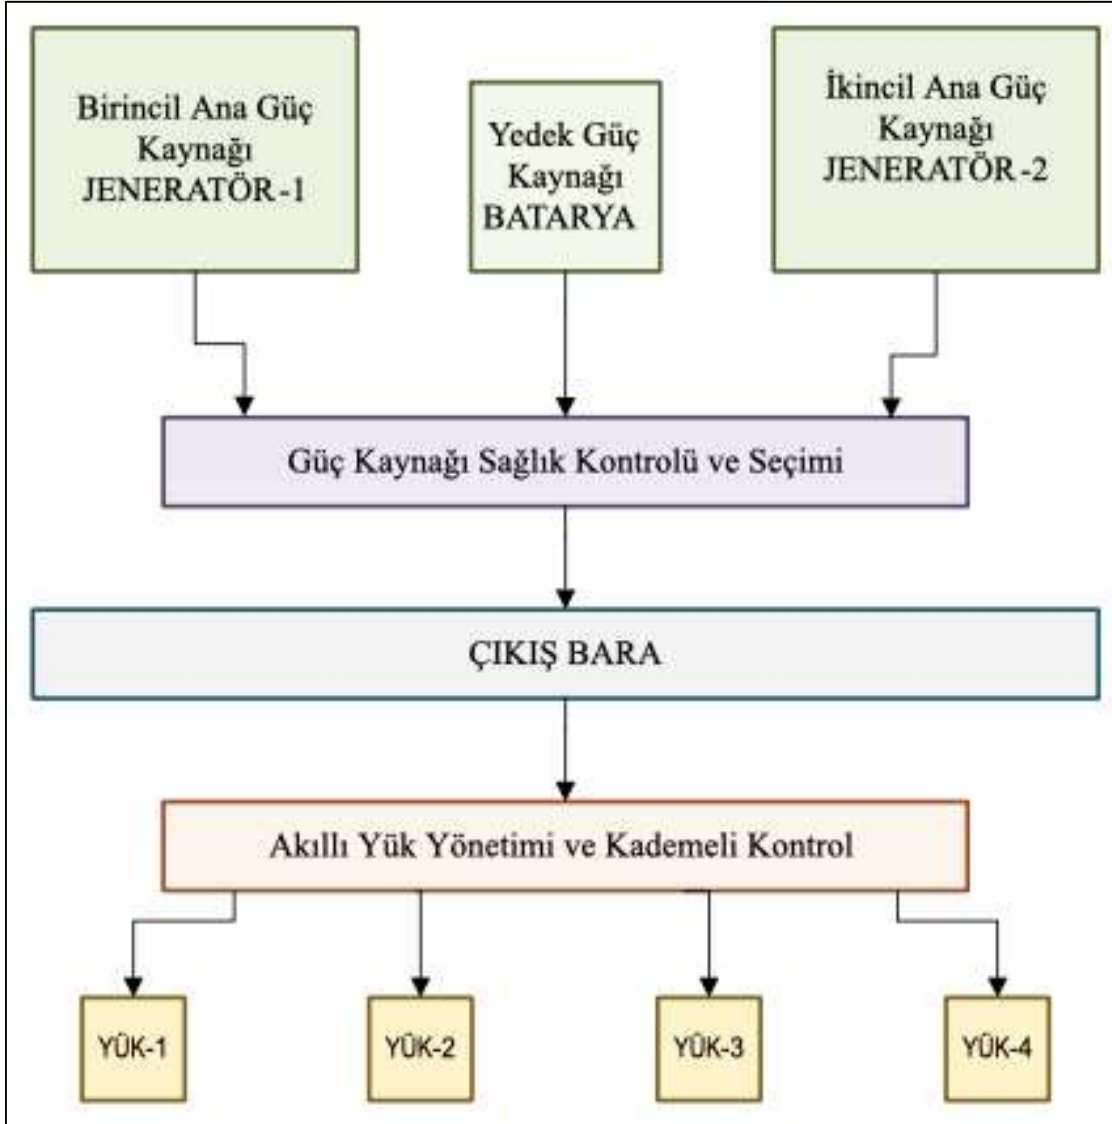 Birincil Ana Güç
Kaynağı
JENERATÖR-1
Yedek Güç
Kaynağı
BATARYA
İkincil Ana Güç
Kaynağı
JENERATÖR-2
Güç Kaynağı Sağlık Kontrolü ve Seçimi
ÇIKIŞ BARA
Akıllı Yük Yönetimi ve Kademeli Kontrol
YÜK-1
YÜK-2
YÜK-3
YÜK-4